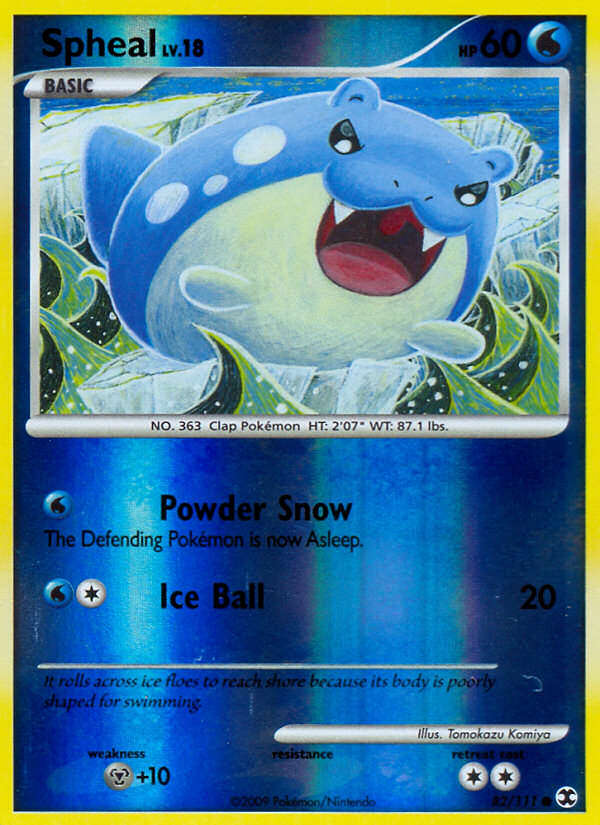 Spheal LV.18 HP 60
BASIC
NO. 363 Clap Pokémon HT: 2'07" WT: 87.1 lbs.
Powder Snow
The Defending Pokémon is now Asleep.
Ice Ball 20
It rolls across ice floes to reach shore because its body is poorly
shaped for swimming.
Illus. Tomokazu Komiya
weakness resistance retreat cost
+10
©2009 Pokémon/Nintendo 82/111